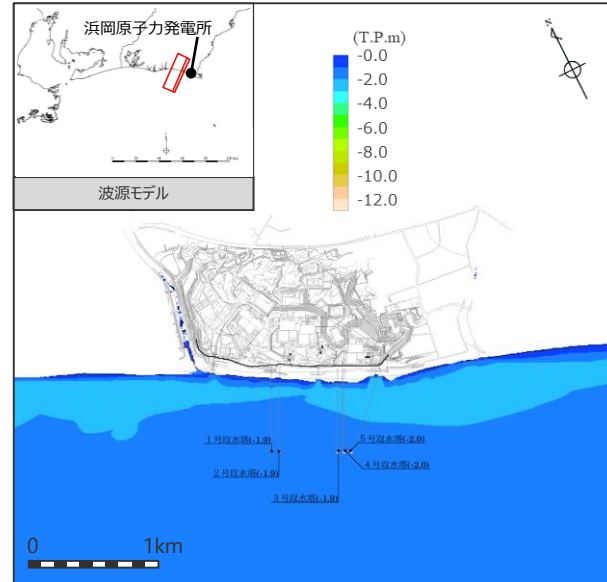 浜岡原子力発電所
波源モデル
N
(T.P.m)
-0.0
-2.0
-4.0
-6.0
-8.0
-10.0
-12.0
1号取水塔(-1.9)
2号取水塔(-1.9)
3号取水塔(-1.9)
5号取水塔(-2.0)
4号取水塔(-2.0)
0 1km